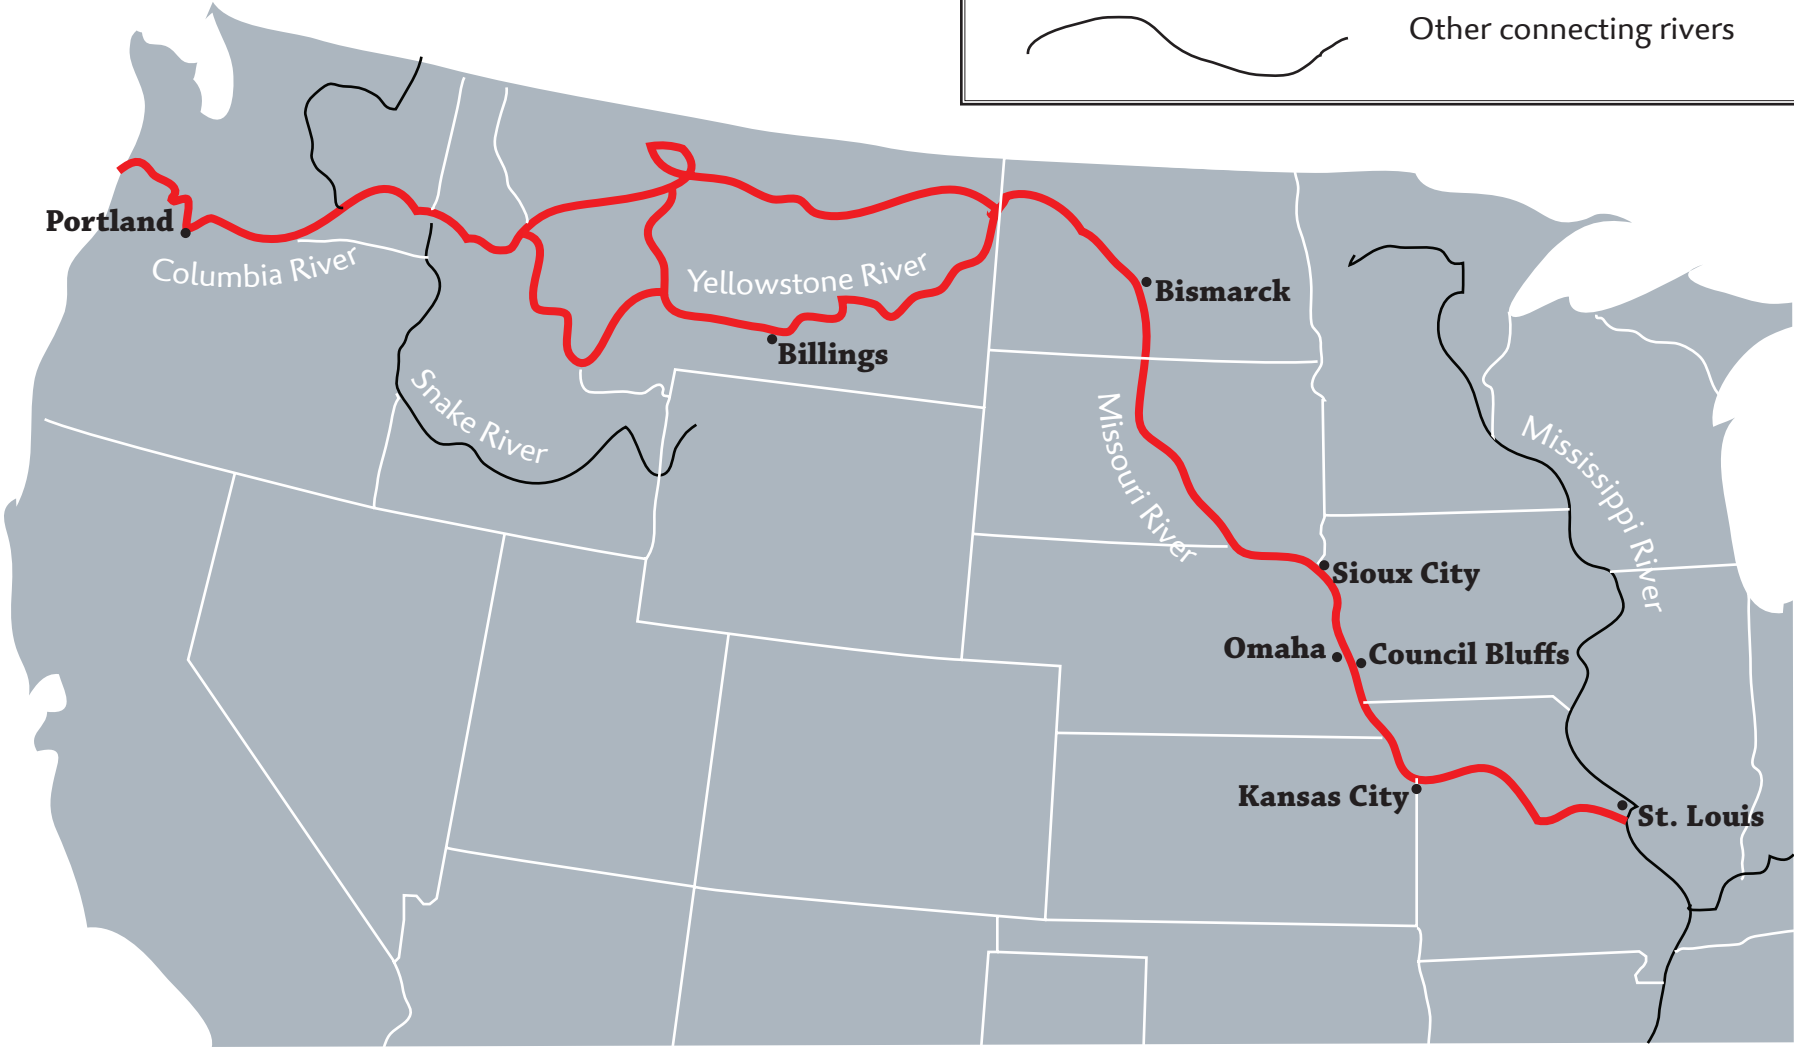 Other connecting rivers
Portland
Columbia River
Yellowstone River
Bismarck
Billings
Snake River
Missouri River
Mississippi River
Sioux City
Omaha
Council Bluffs
Kansas City
St. Louis